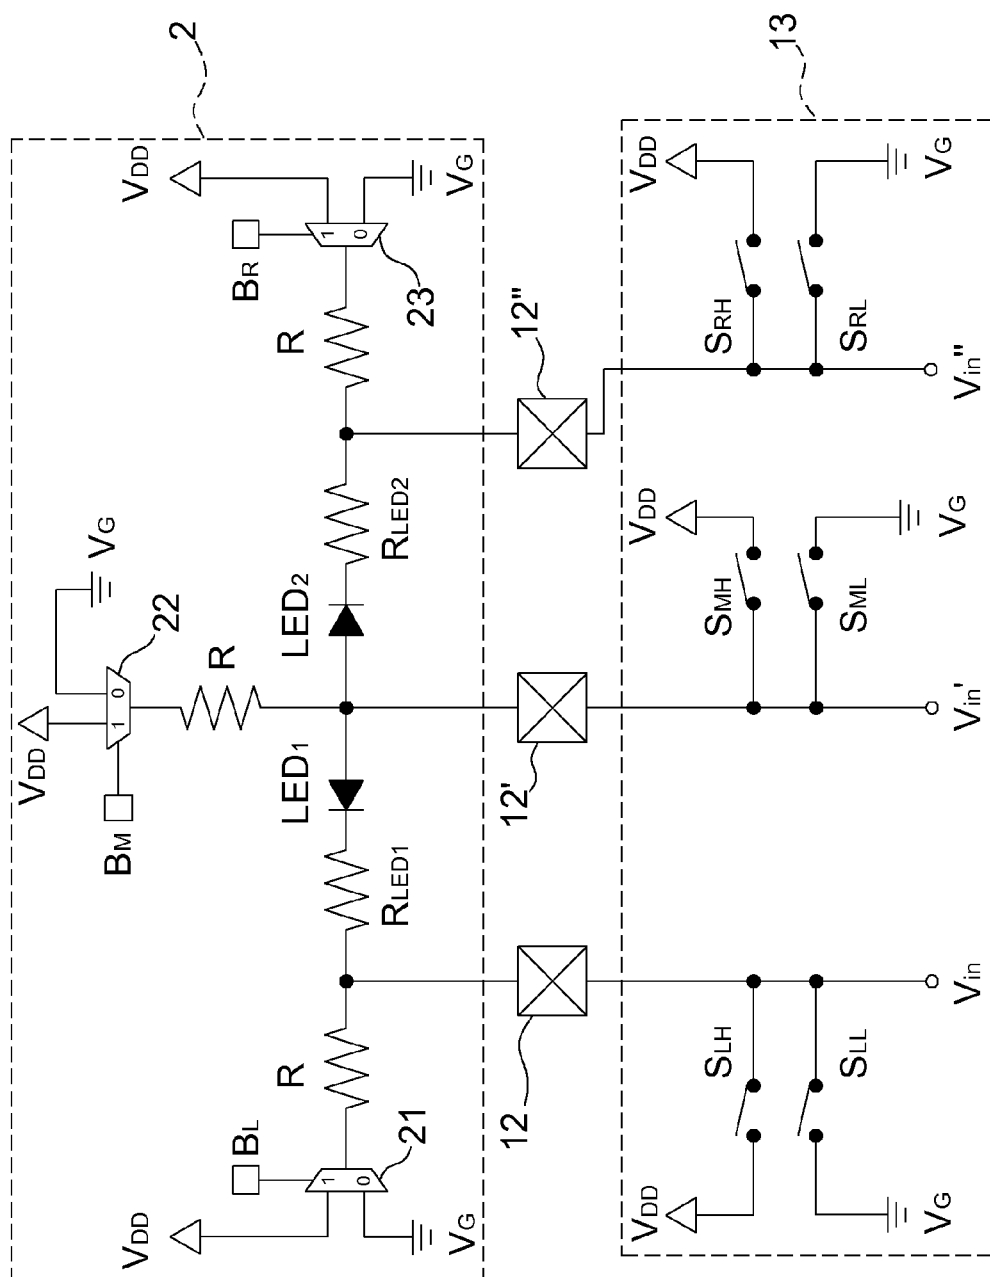 2
VDD
VG
BR
1
0
23
R
RLED2
LED2
VG
22
R
VDD
1
0
BM
LED1
RLED1
R
BL
1
0
21
VDD
VG
12"
12'
12
13
VDD
VG
SRH
SRL
Vin"
VDD
VG
SMH
SML
Vin'
SLH
SLL
Vin
VDD
VG